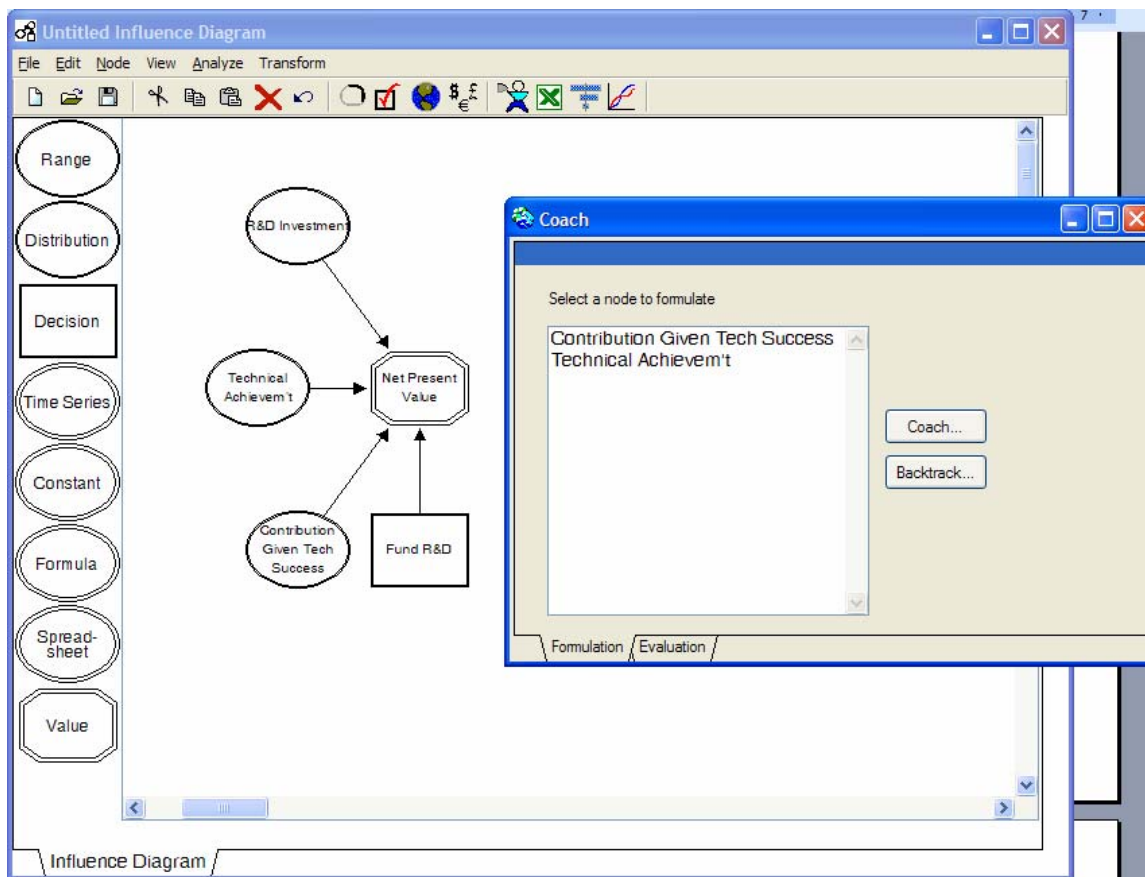 7
Untitled Influence Diagram
File Edit Node View Analyze Transform
Range
Distribution
Decision
Time Series
Constant
Formula
Spread-
sheet
Value
R&D Investment
Technical
Achievem't
Net Present
Value
Contribution
Given Tech
Success
Fund R&D
Influence Diagram
Coach
Select a node to formulate
Contribution Given Tech Success
Technical Achievem't
Coach...
Backtrack...
Formulation Evaluation